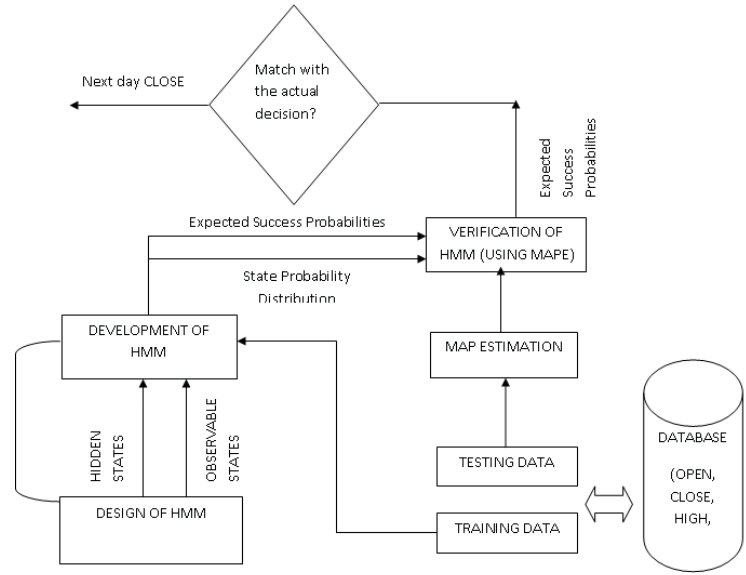 Next day CLOSE
Match with
the actual
decision?
Expected
Success
Probabilities
Expected Success Probabilities
VERIFICATION OF
HMM (USING MAPE)
State Probability
Distribution
DEVELOPMENT OF
HMM
MAP ESTIMATION
HIDDEN
STATES
OBSERVABLE
STATES
TESTING DATA
DATABASE
(OPEN,
CLOSE,
HIGH,
DESIGN OF HMM
TRAINING DATA